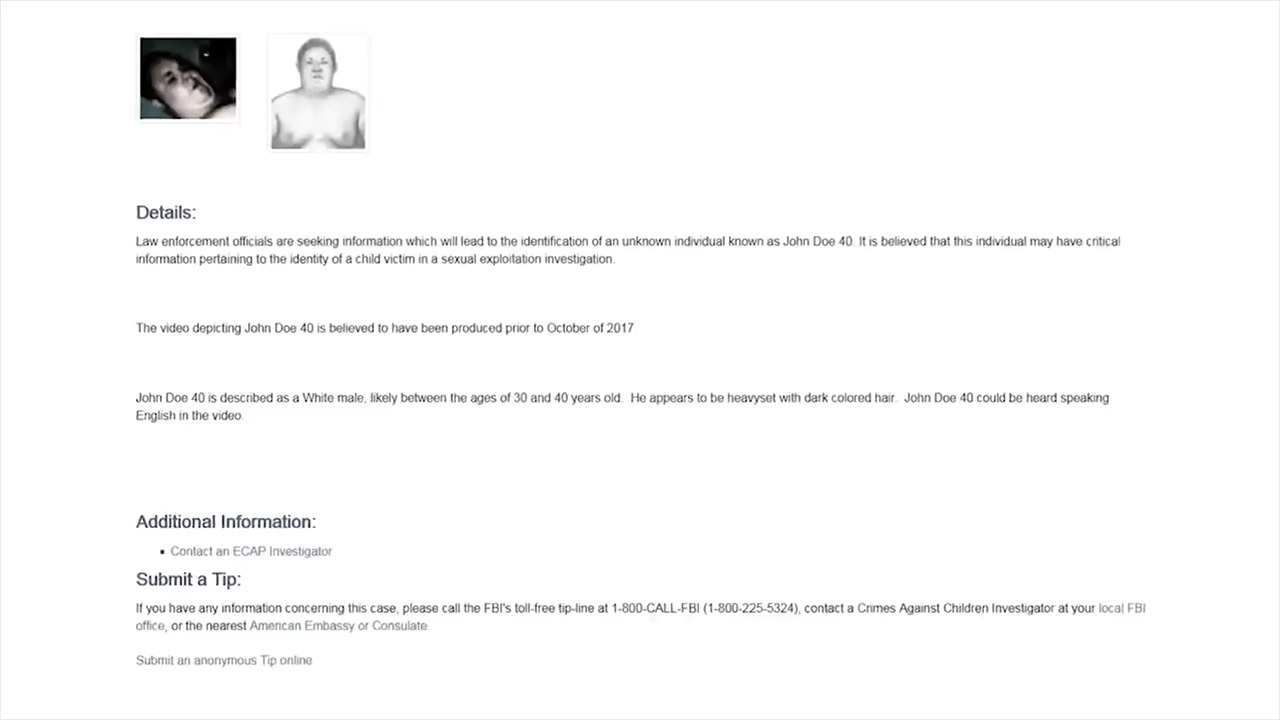 Details:
Law enforcement officials are seeking information which will lead to the identification of an unknown individual known as John Doe 40. It is believed that this individual may have critical
information pertaining to the identity of a child victim in a sexual exploitation investigation.
The video depicting John Doe 40 is believed to have been produced prior to October of 2017
John Doe 40 is described as a White male, likely between the ages of 30 and 40 years old. He appears to be heavyset with dark colored hair. John Doe 40 could be heard speaking
English in the video.
Additional Information:
▪ Contact an ECAP Investigator
Submit a Tip:
If you have any information concerning this case, please call the FBI's toll-free tip-line at 1-800-CALL-FBI (1-800-225-5324), contact a Crimes Against Children Investigator at your local FBI
office, or the nearest American Embassy or Consulate.
Submit an anonymous Tip online